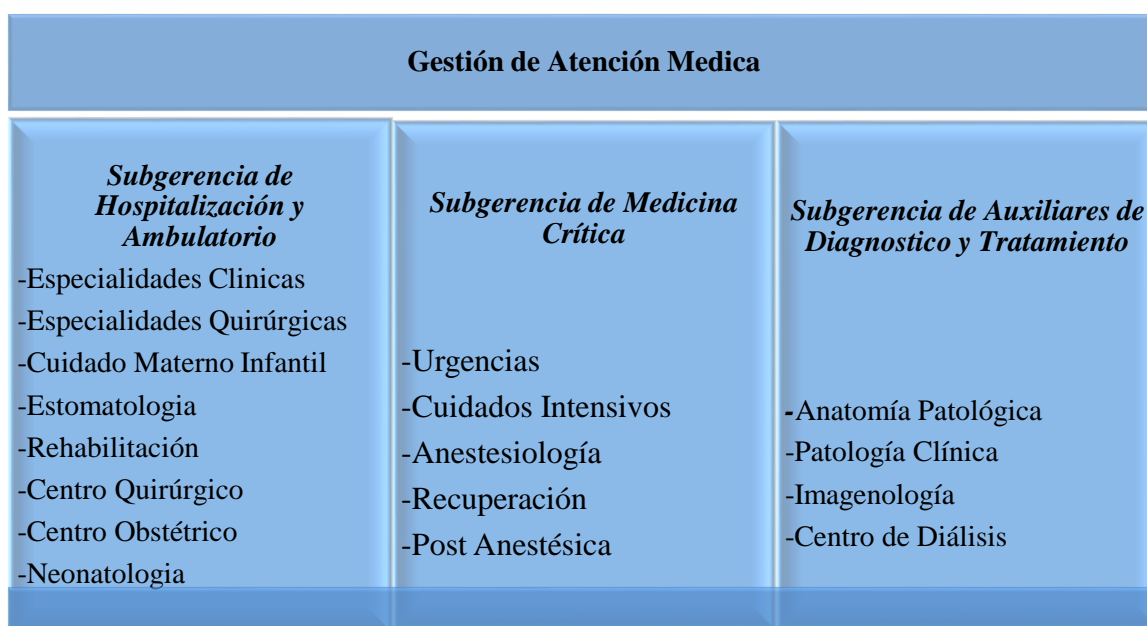 Gestión de Atención Medica
Subgerencia de
Hospitalización y
Ambulatorio
-Especialidades Clinicas
-Especialidades Quirúrgicas
-Cuidado Materno Infantil
-Estomatologia
-Rehabilitación
-Centro Quirúrgico
-Centro Obstétrico
-Neonatologia
Subgerencia de Medicina
Crítica
-Urgencias
-Cuidados Intensivos
-Anestesiología
-Recuperación
-Post Anestésica
Subgerencia de Auxiliares de
Diagnostico y Tratamiento
-Anatomía Patológica
-Patología Clínica
-Imagenología
-Centro de Diálisis